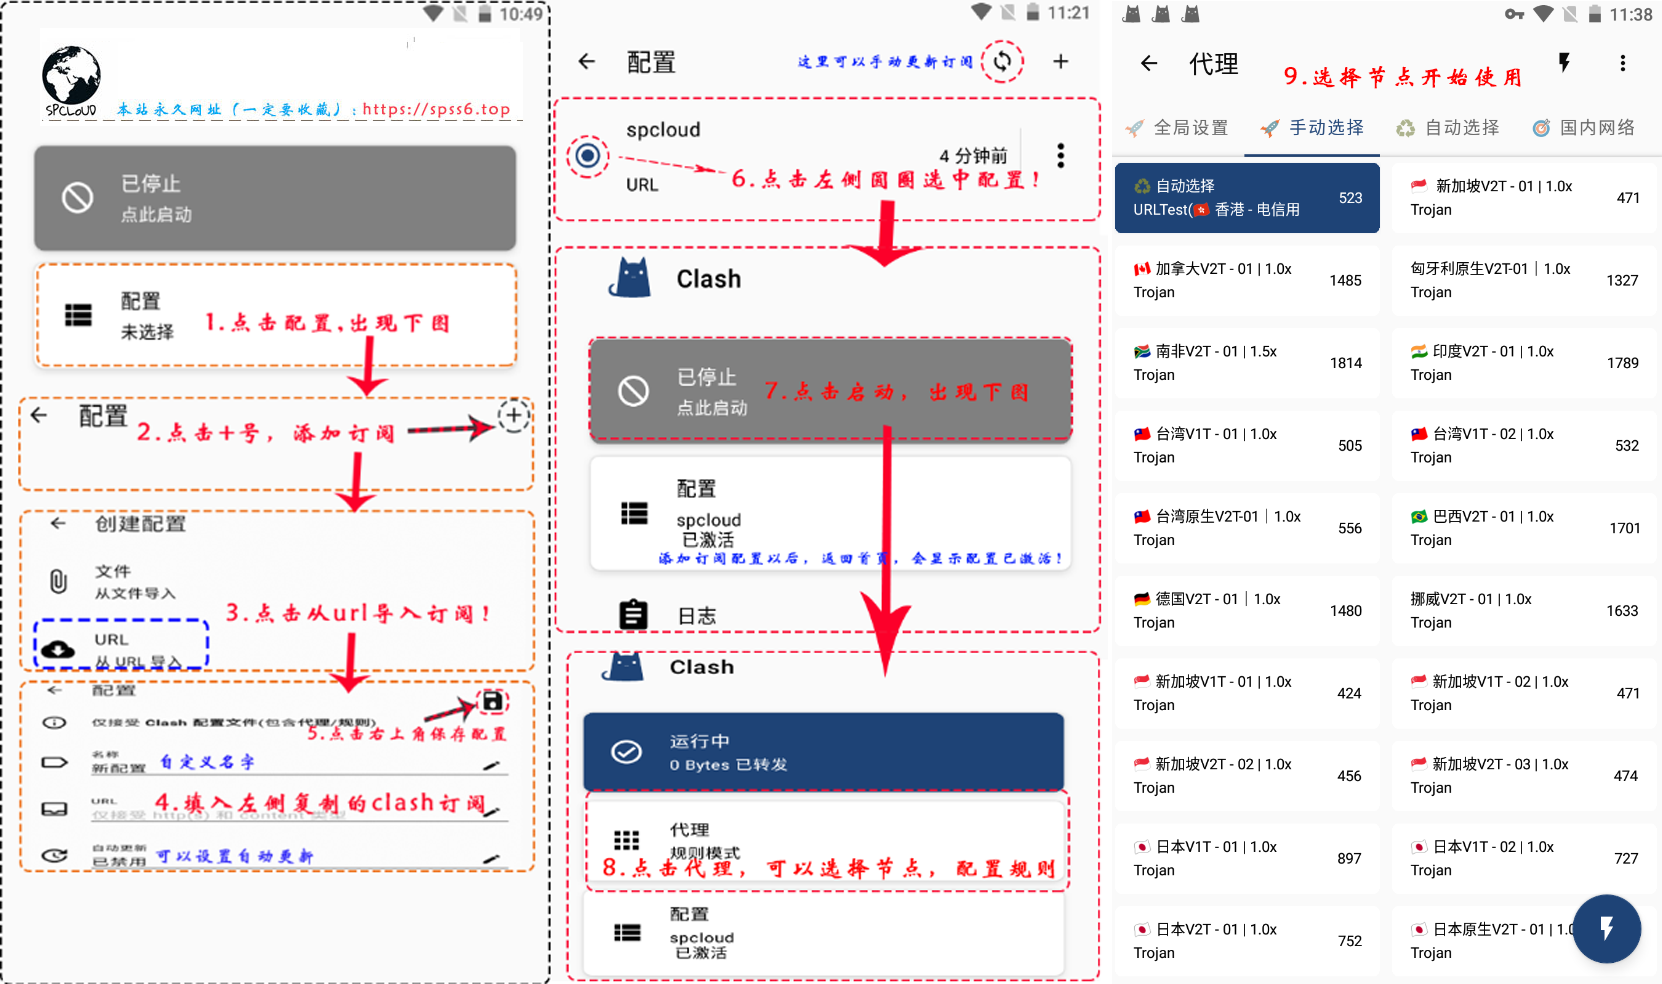 10:49
SPCLOUD
本站永久网址（一定要收藏）：https://spss6.top
已停止
点此启动
配置
未选择
1.点击配置,出现下图
配置
2.点击+号，添加订阅
创建配置
文件
从文件导入
3.点击从url导入订阅！
URL
从 URL 导入
配置
仅接受 Clash 配置文件(包含代理/规则)
5.点击右上角保存配置
名称
新配置
自定义名字
URL
仅接受 http(s) 和 content 类型
4.填入左侧复制的clash订阅
自动更新
已禁用
可以设置自动更新
11:21
配置
这里可以手动更新订阅
spcloud
URL
4 分钟前
6.点击左侧圆圈选中配置！
Clash
已停止
点此启动
7.点击启动，出现下图
配置
spcloud
已激活
添加订阅配置以后，返回首页，会显示配置已激活！
日志
Clash
运行中
0 Bytes 已转发
代理
规则模式
8.点击代理，可以选择节点，配置规则
配置
spcloud
已激活
11:38
代理
9.选择节点开始使用
全局设置
手动选择
自动选择
国内网络
自动选择
URLTest(🇭🇰 香港 - 电信用
523
新加坡V2T - 01 | 1.0x
Trojan
471
加拿大V2T - 01 | 1.0x
Trojan
1485
匈牙利原生V2T-01｜1.0x
Trojan
1327
南非V2T - 01 | 1.5x
Trojan
1814
印度V2T - 01 | 1.0x
Trojan
1789
台湾V1T - 01 | 1.0x
Trojan
505
台湾V1T - 02 | 1.0x
Trojan
532
台湾原生V2T-01｜1.0x
Trojan
556
巴西V2T - 01 | 1.0x
Trojan
1701
德国V2T - 01｜1.0x
Trojan
1480
挪威V2T - 01 | 1.0x
Trojan
1633
新加坡V1T - 01 | 1.0x
Trojan
424
新加坡V1T - 02 | 1.0x
Trojan
471
新加坡V2T - 02 | 1.0x
Trojan
456
新加坡V2T - 03 | 1.0x
Trojan
474
日本V1T - 01 | 1.0x
Trojan
897
日本V1T - 02 | 1.0x
Trojan
727
日本V2T - 01 | 1.0x
Trojan
752
日本原生V2T - 01 | 1.0
Trojan